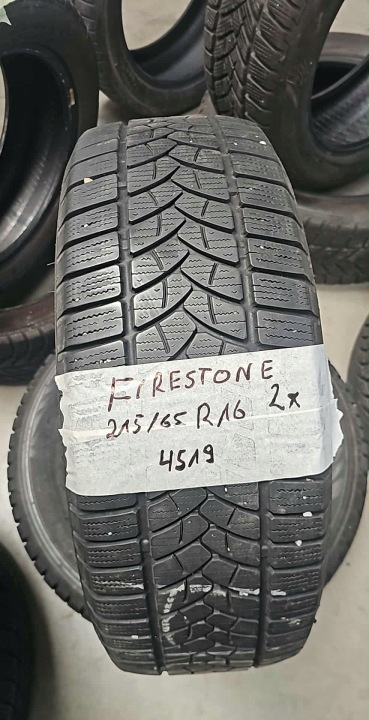 FIRESTONE
215/65 R16 2x
4519